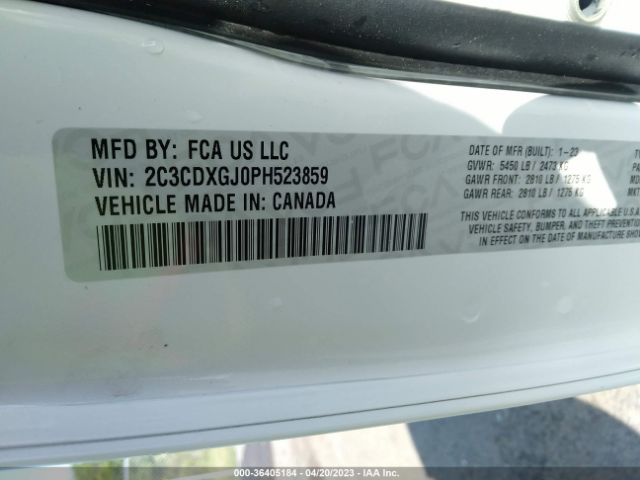 MFD BY: FCA US LLC
VIN: 2C3CDXGJ0PH523859
VEHICLE MADE IN: CANADA
DATE OF MFR (BUILT): 1-23
GVWR: 5450 LB / 2473 KG
GAWR FRONT: 2810 LB / 1275 KG
GAWR REAR: 2810 LB / 1275 KG
THIS VEHICLE CONFORMS TO ALL APPLICABLE U.S.A
VEHICLE SAFETY, BUMPER, AND THEFT PREVENTION
IN EFFECT ON THE DATE OF MANUFACTURE SHOW
MD
MKT
000-36405184 - 04/20/2023 - IAA Inc.